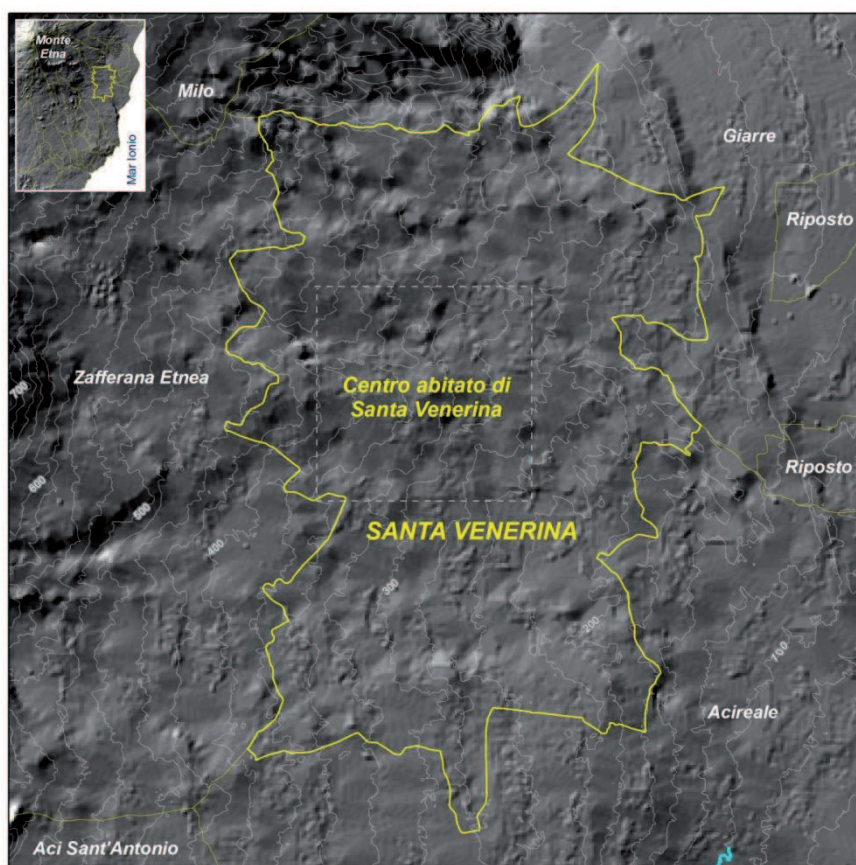 Monte
Etna
Mar Ionio
Milo
Giarre
Riposto
Zafferana Etnea
700
Centro abitato di
Santa Venerina
Riposto
600
500
SANTA VENERINA
400
300
200
100
Acireale
Aci Sant'Antonio